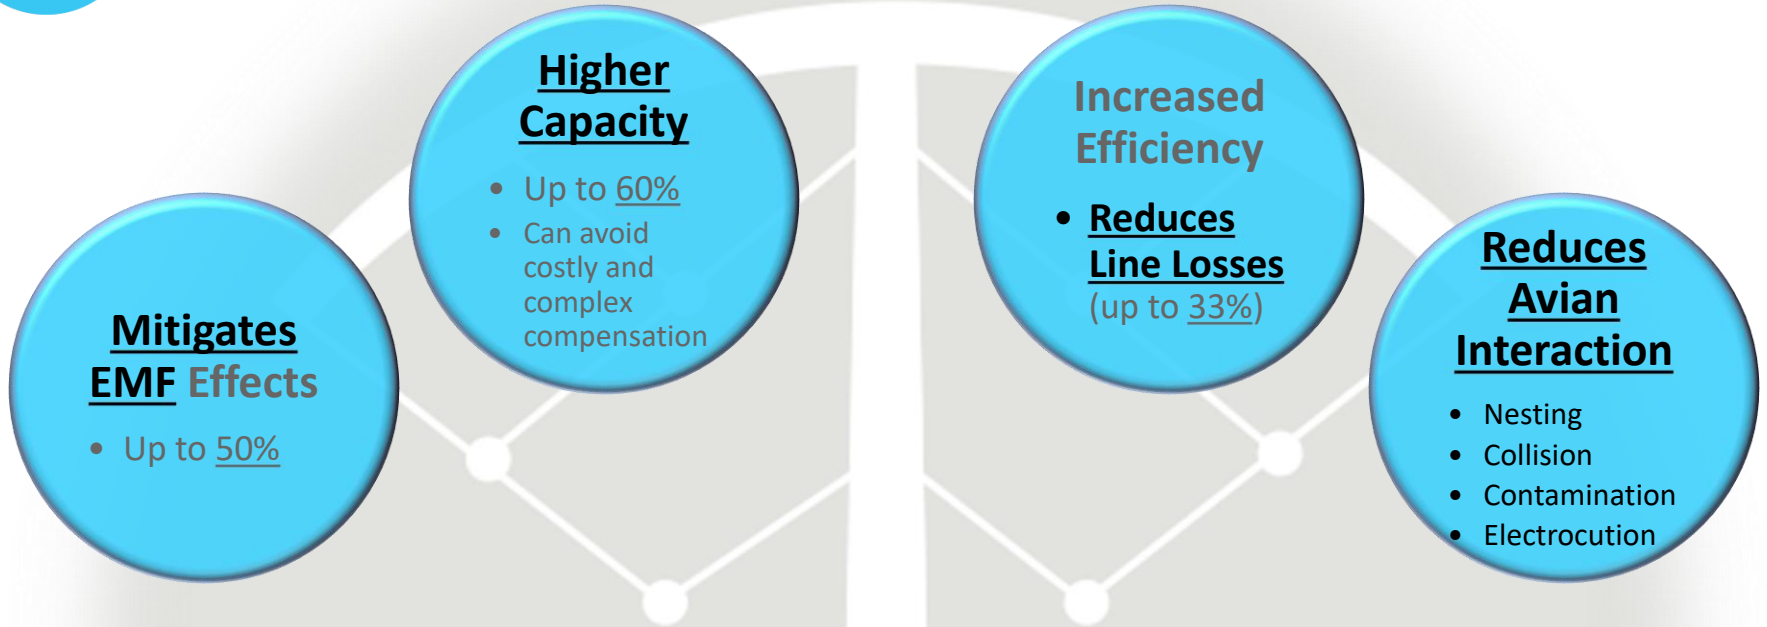 Mitigates
EMF Effects
• Up to 50%
Higher
Capacity
• Up to 60%
• Can avoid
costly and
complex
compensation
Increased
Efficiency
• Reduces
Line Losses
(up to 33%)
Reduces
Avian
Interaction
• Nesting
• Collision
• Contamination
• Electrocution